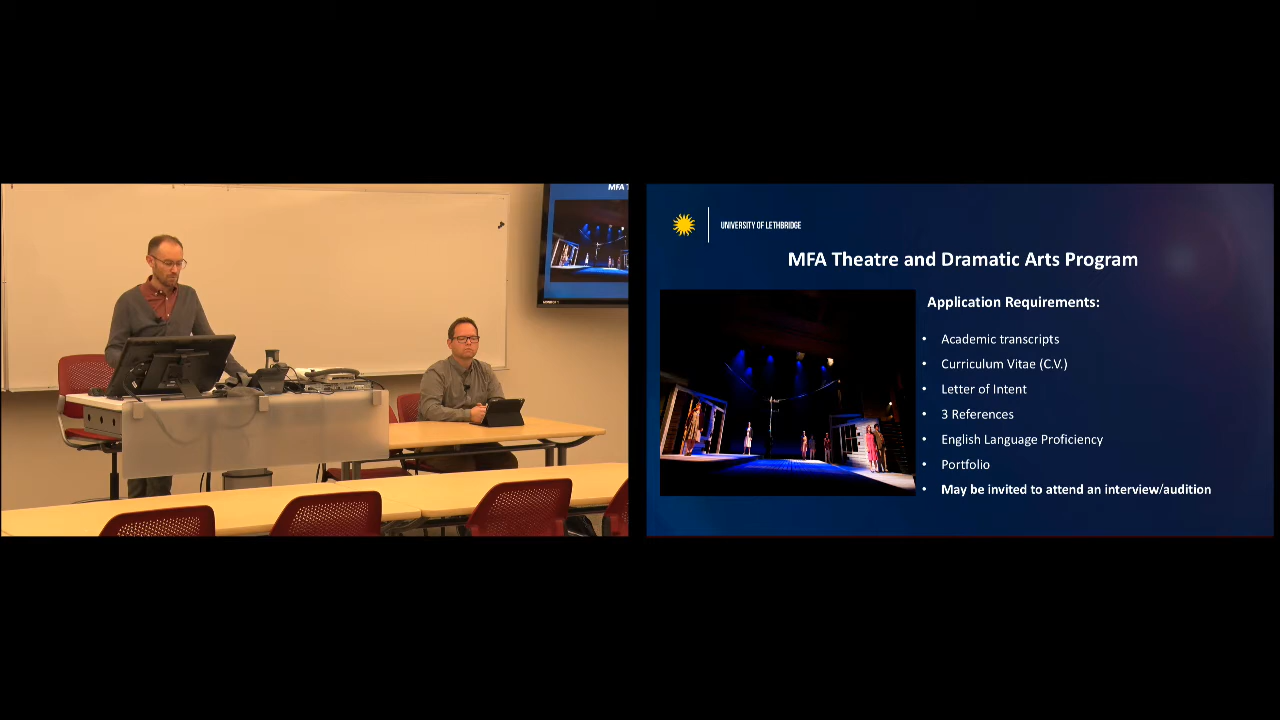 MFA T
UNIVERSITY OF LETHBRIDGE
MFA Theatre and Dramatic Arts Program
Application Requirements:
• Academic transcripts
• Curriculum Vitae (C.V.)
• Letter of Intent
• 3 References
• English Language Proficiency
• Portfolio
• May be invited to attend an interview/audition